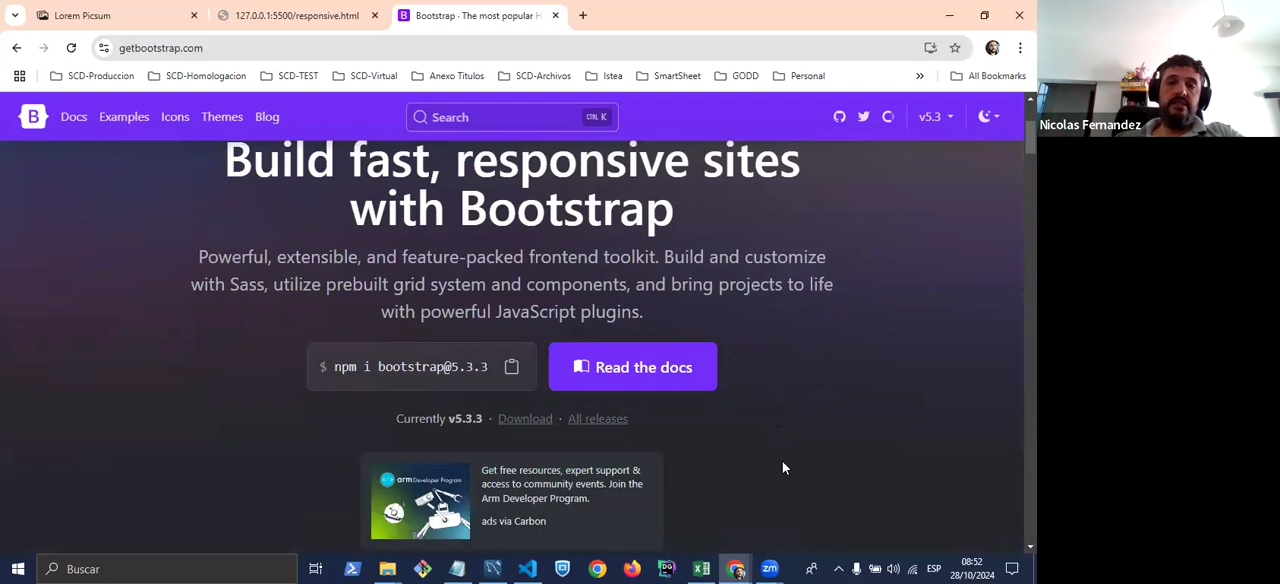 Lorem Picsum
127.0.0.1:5500/responsive.html
Bootstrap · The most popular H
getbootstrap.com
SCD-Produccion
SCD-Homologacion
SCD-TEST
SCD-Virtual
Anexo Titulos
SCD-Archivos
Istea
SmartSheet
GODD
Personal
»
All Bookmarks
B
Docs
Examples
Icons
Themes
Blog
Search
CTRL K
v5.3
Nicolas Fernandez
Build fast, responsive sites
with Bootstrap
Powerful, extensible, and feature-packed frontend toolkit. Build and customize
with Sass, utilize prebuilt grid system and components, and bring projects to life
with powerful JavaScript plugins.
$ npm i bootstrap@5.3.3
Read the docs
Currently v5.3.3 · Download · All releases
arm Developer Program
Get free resources, expert support &
access to community events. Join the
Arm Developer Program.
ads via Carbon
Buscar
DG
zm
ESP
08:52
28/10/2024